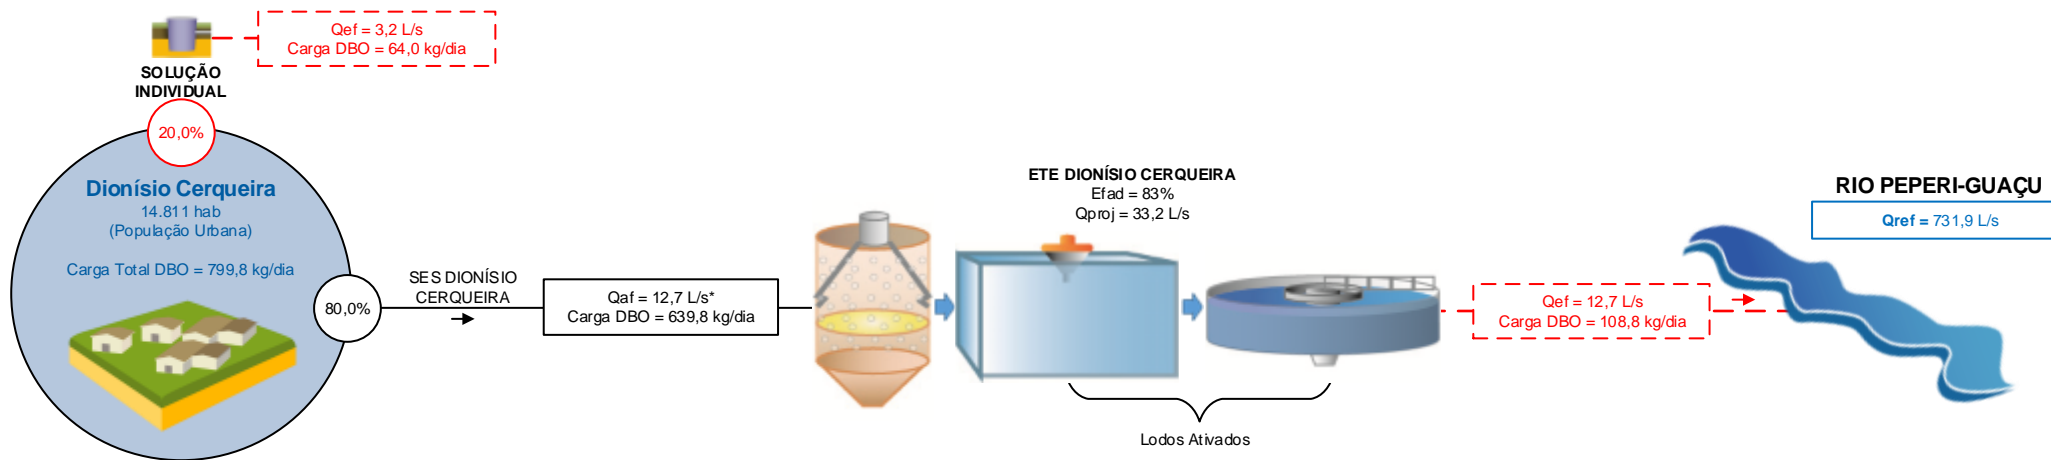 Qef = 3,2 L/s
Carga DBO = 64,0 kg/dia
SOLUÇÃO
INDIVIDUAL
20,0%
Dionísio Cerqueira
14.811 hab
(População Urbana)
Carga Total DBO = 799,8 kg/dia
80,0%
SES DIONÍSIO
CERQUEIRA
Qaf = 12,7 L/s*
Carga DBO = 639,8 kg/dia
ETE DIONÍSIO CERQUEIRA
Efad = 83%
Qproj = 33,2 L/s
Lodos Ativados
Qef = 12,7 L/s
Carga DBO = 108,8 kg/dia
RIO PEPERI-GUAÇU
Qref = 731,9 L/s